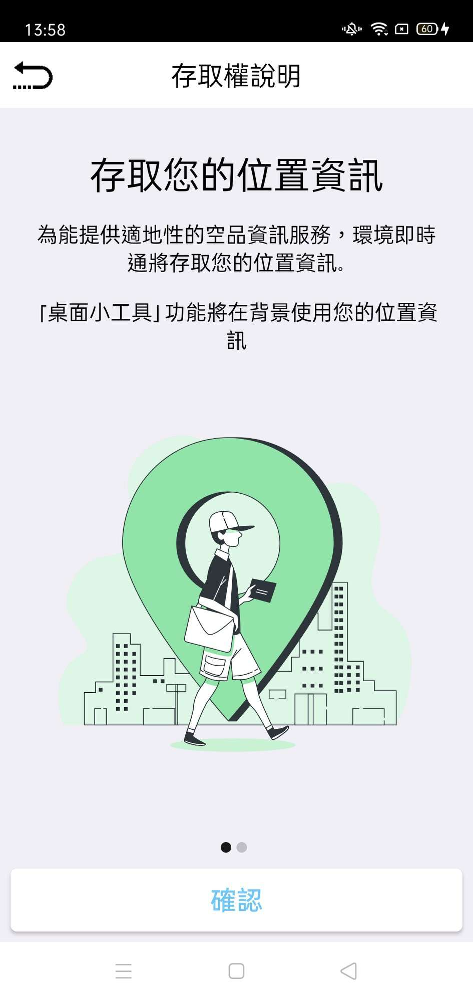 13:58
60
存取權說明
存取您的位置資訊
為能提供適地性的空品資訊服務，環境即時
通將存取您的位置資訊。
「桌面小工具」功能將在背景使用您的位置資
訊
確認